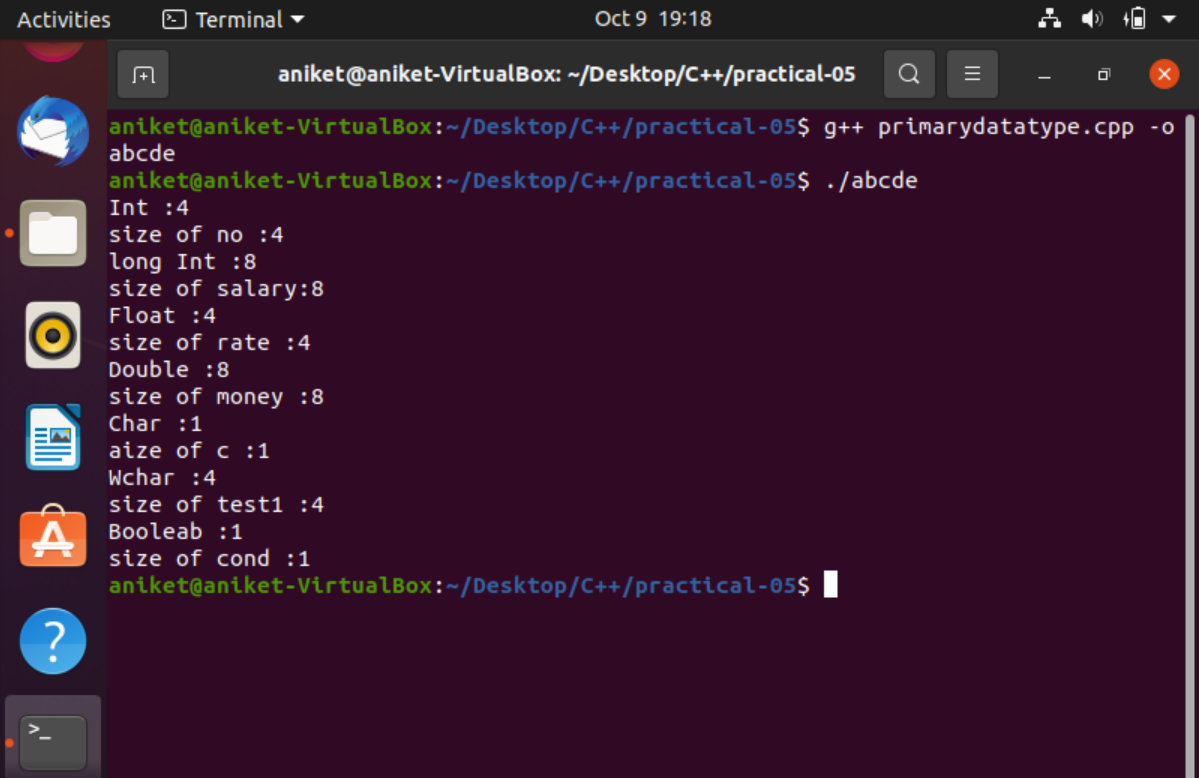 Activities Terminal Oct 9 19:18
aniket@aniket-VirtualBox: ~/Desktop/C++/practical-05
aniket@aniket-VirtualBox:~/Desktop/C++/practical-05$ g++ primarydatatype.cpp -o
abcde
aniket@aniket-VirtualBox:~/Desktop/C++/practical-05$ ./abcde
Int :4
size of no :4
long Int :8
size of salary:8
Float :4
size of rate :4
Double :8
size of money :8
Char :1
aize of c :1
Wchar :4
size of test1 :4
Booleab :1
size of cond :1
aniket@aniket-VirtualBox:~/Desktop/C++/practical-05$